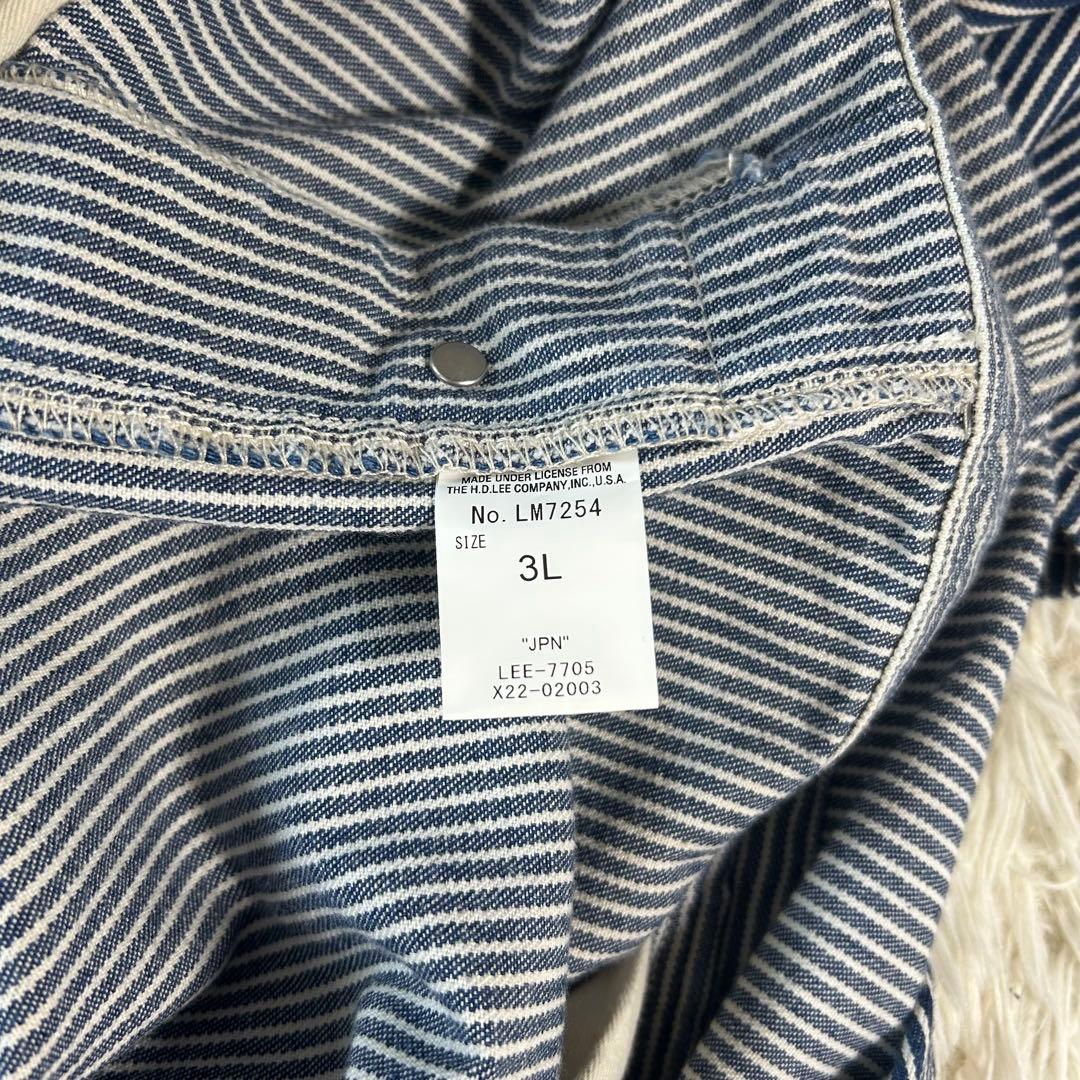 MADE UNDER LICENSE FROM
THE H.D.LEE COMPANY,INC.,U.S.A.
No. LM7254
SIZE
3L
"JPN"
LEE-7705
X22-02003